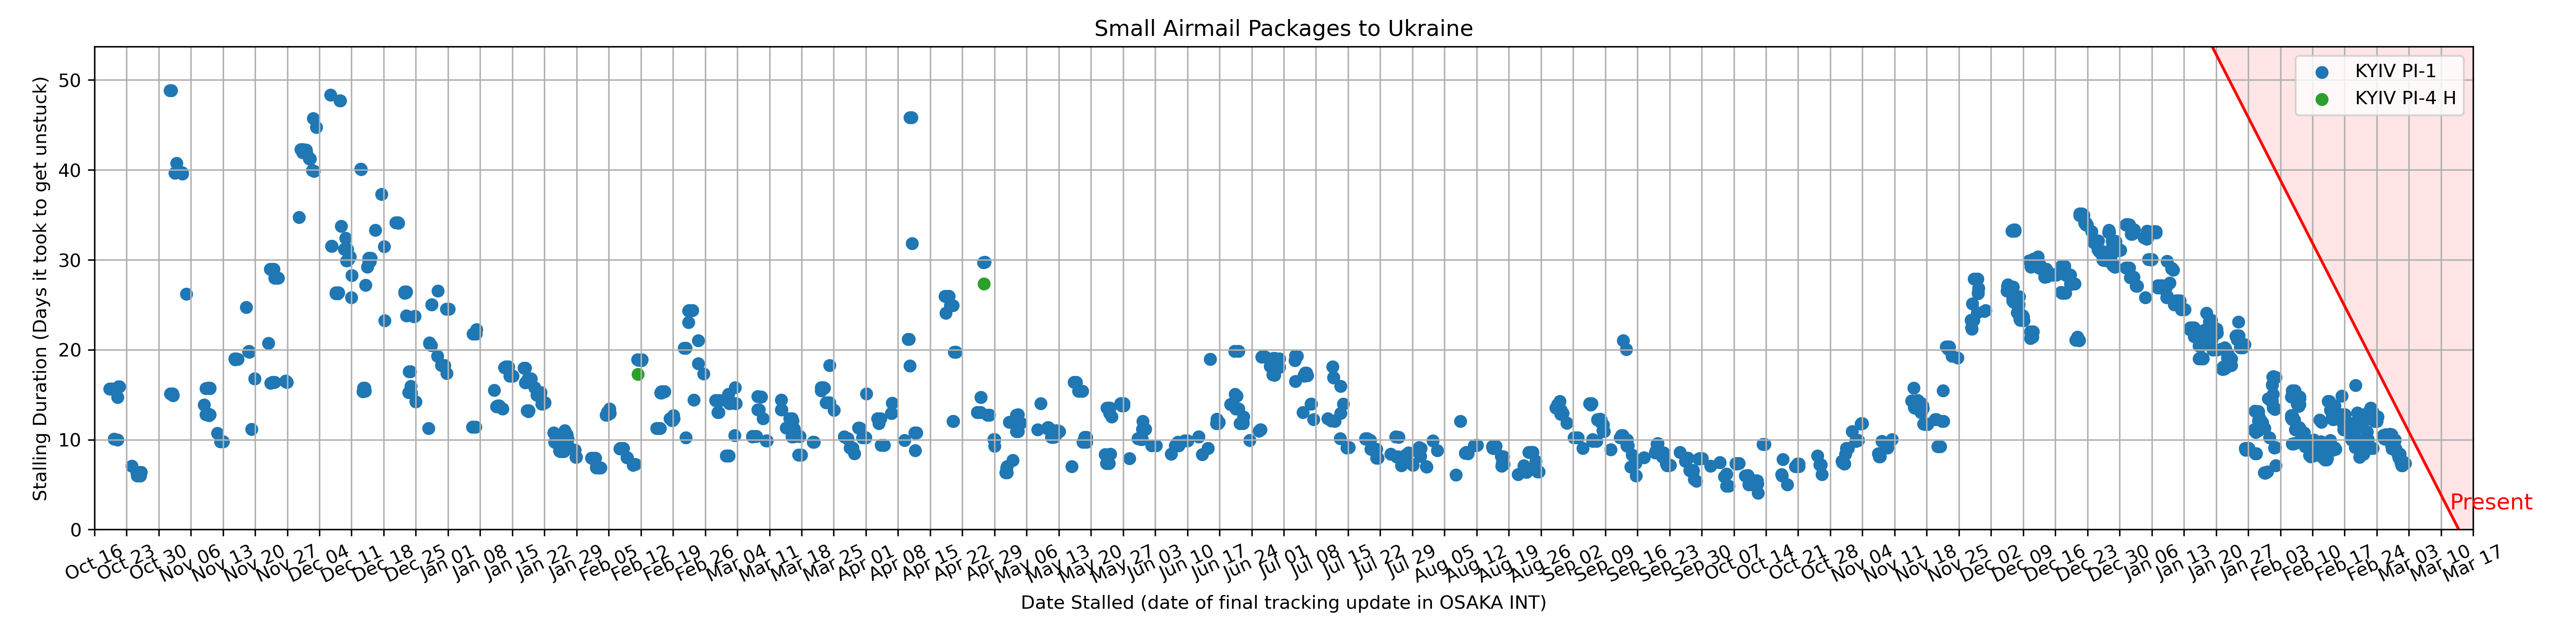 Small Airmail Packages to Ukraine
Stalling Duration (Days it took to get unstuck)
50
40
30
20
10
0
KYIV PI-1
KYIV PI-4 H
Present
Oct 16
Oct 23
Oct 30
Nov 06
Nov 13
Nov 20
Nov 27
Dec 04
Dec 11
Dec 18
Dec 25
Jan 01
Jan 08
Jan 15
Jan 22
Jan 29
Feb 05
Feb 12
Feb 19
Feb 26
Mar 04
Mar 11
Mar 18
Mar 25
Apr 01
Apr 08
Apr 15
Apr 22
Apr 29
May 06
May 13
May 20
May 27
Jun 03
Jun 10
Jun 17
Jun 24
Jul 01
Jul 08
Jul 15
Jul 22
Jul 29
Aug 05
Aug 12
Aug 19
Aug 26
Sep 02
Sep 09
Sep 16
Sep 23
Sep 30
Oct 07
Oct 14
Oct 21
Oct 28
Nov 04
Nov 11
Nov 18
Nov 25
Dec 02
Dec 09
Dec 16
Dec 23
Dec 30
Jan 06
Jan 13
Jan 20
Jan 27
Feb 03
Feb 10
Feb 17
Feb 24
Mar 03
Mar 10
Mar 17
Date Stalled (date of final tracking update in OSAKA INT)